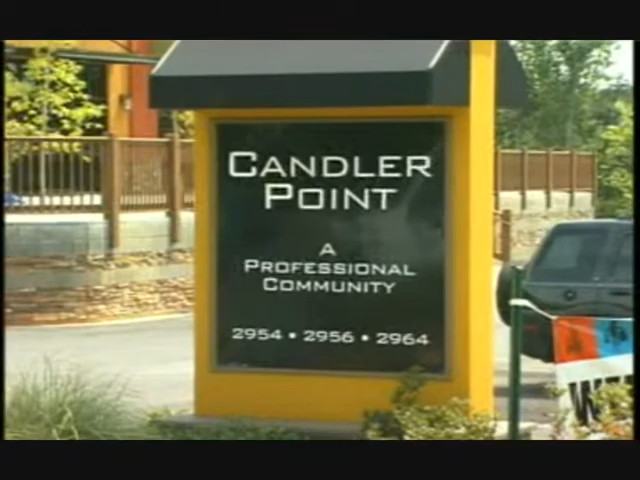 CANDLER
POINT
A
PROFESSIONAL
COMMUNITY
2954 • 2956 • 2964